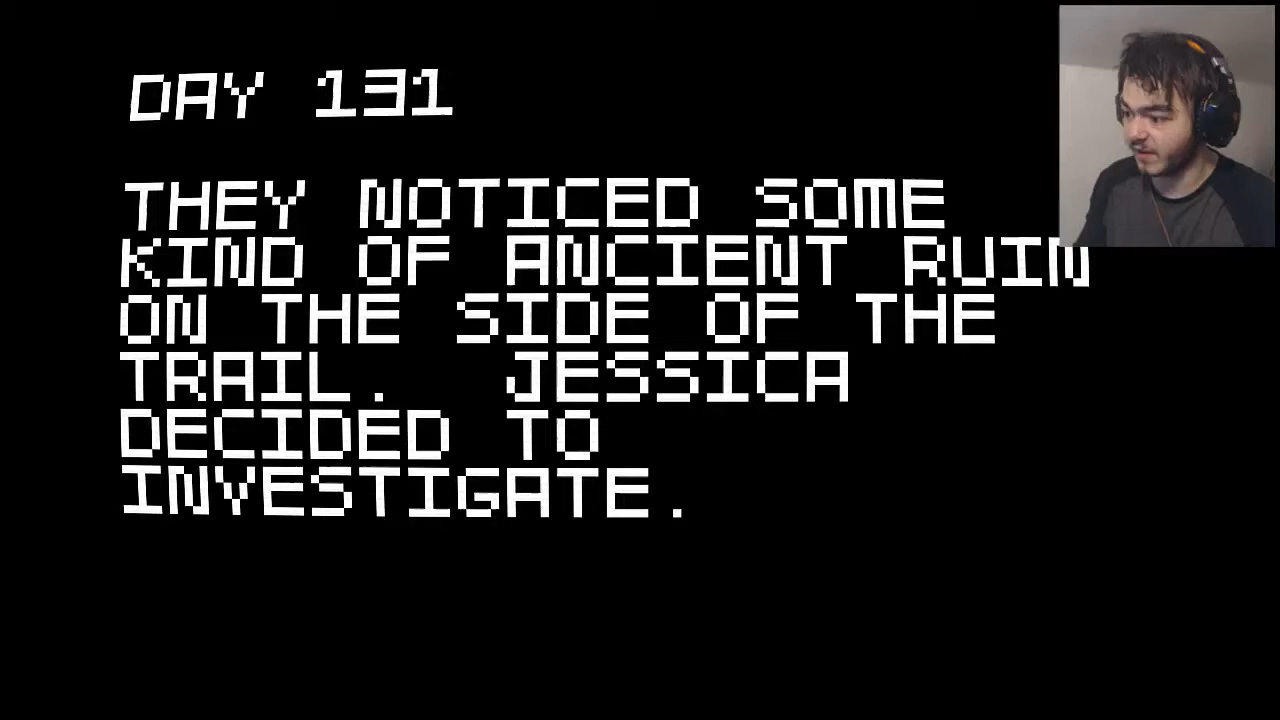 DAY 131
THEY NOTICED SOME
KIND OF ANCIENT RUIN
ON THE SIDE OF THE
TRAIL. JESSICA
DECIDED TO
INVESTIGATE.